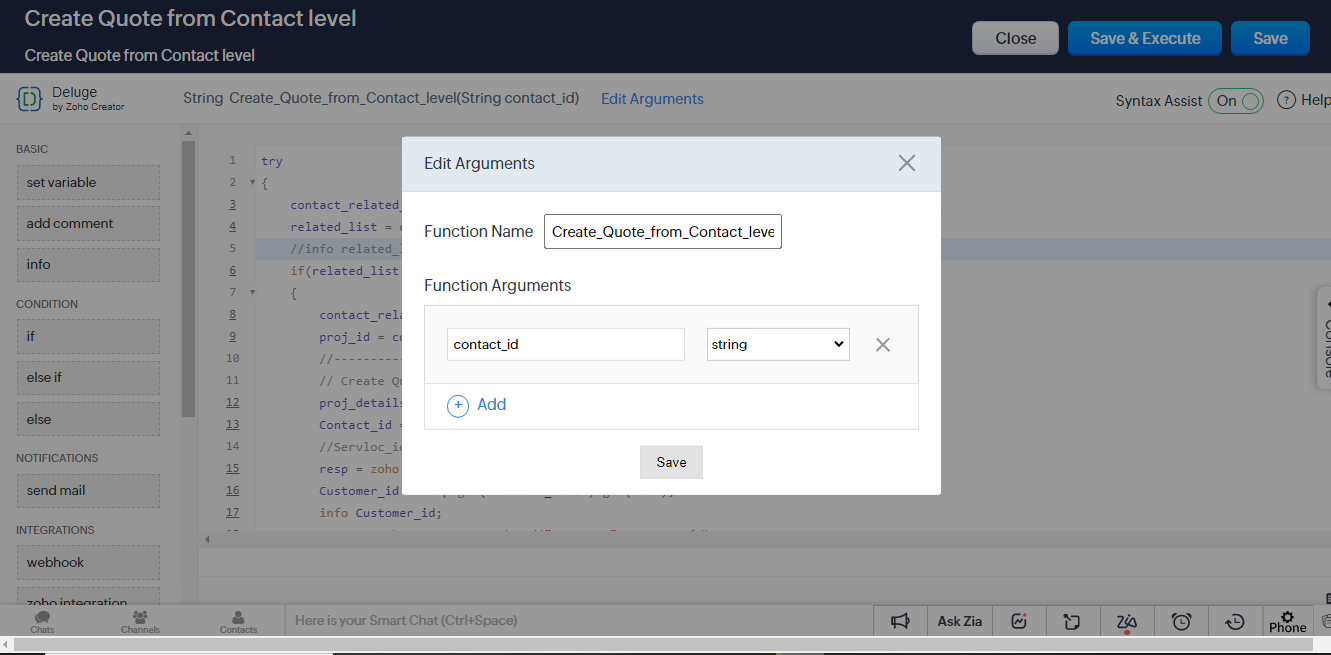 Create Quote from Contact level
Create Quote from Contact level
Close
Save & Execute
Save
Deluge
by Zoho Creator
String Create_Quote_from_Contact_level(String contact_id)
Edit Arguments
Syntax Assist
On
? Help
BASIC
set variable
add comment
info
CONDITION
if
else if
else
NOTIFICATIONS
send mail
INTEGRATIONS
webhook
zoho integration
1 try
2 {
3 contact_related_
4 related_list =
5 //info related_
6 if(related_list
7 {
8 contact_rela
9 proj_id = co
10 //----------
11 // Create Qu
12 proj_details
13 Contact_id =
14 //Servloc_id
15 resp = zoho
16 Customer_id
17 info Customer_id;
Edit Arguments
Function Name
Create_Quote_from_Contact_leve
Function Arguments
contact_id
string
+ Add
Save
Console
Chats
Channels
Contacts
Here is your Smart Chat (Ctrl+Space)
Ask Zia
Phone